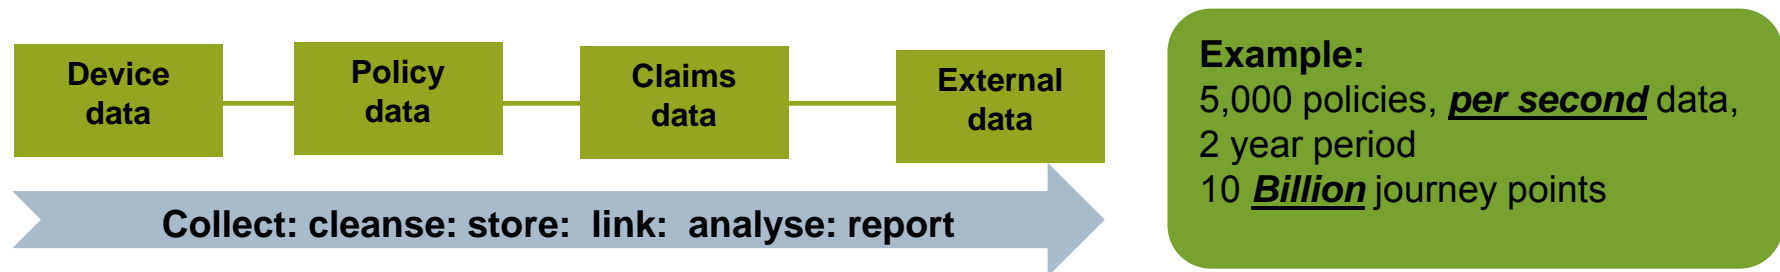 Device
data
Policy
data
Claims
data
External
data
Collect: cleanse: store: link: analyse: report
Example:
5,000 policies, per second data,
2 year period
10 Billion journey points